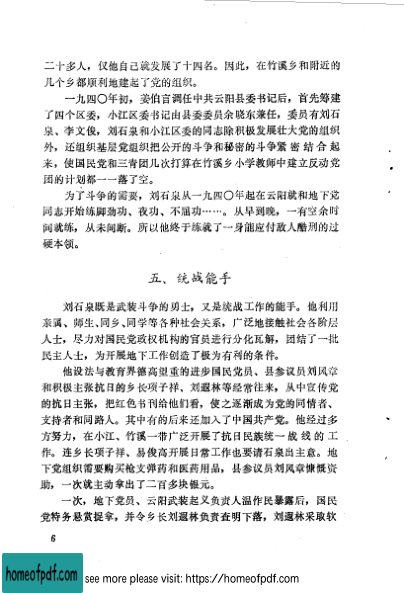 二十多人，仅他自己就发展了十四名。因此，在竹溪乡和附近的
几个乡都顺利地建起了党的组织。
一九四〇年初，姜伯言调任中共云阳县委书记后，首先筹建
了四个区委，小江区委书记由县委委员余晓东兼任，委员有刘石
泉、李文俊，刘石泉和小江区委的同志除积极发展壮大党的组织
外，还组织基层党组织把公开的斗争和秘密的斗争紧密结合起
来，使国民党和三青团几次打算在竹溪乡小学教师中建立反动党
团的计划都一一落了空。
为了斗争的需要，刘石泉从一九四〇年起在云阳就和地下党
同志开始练脚劲功、夜功、不屈功……。从早到晚，一有空余时
间就练，从未间断。所以他终于练就了一身能应付敌人酷刑的过
硬本领。
五、统战能手
刘石泉既是武装斗争的勇士，又是统战工作的能手。他利用
亲属、师生、同乡、同学等各种社会关系，广泛地接触社会各阶层
人士，尽力对国民党政权机构的官员进行分化瓦解，团结了一批
民主人士，为开展地下工作创造了极为有利的条件。
他设法与教育界德高望重的进步国民党员、县参议员刘凤章
和积极主张抗日的乡长项子祥、刘遐林等经常往来，从中宣传党
的抗日主张，把红色书刊给他们看，使之逐渐成为党的同情者、
支持者和同路人。其中有的后来还加入了中国共产党。他经过多
方努力，在小江、竹溪一带广泛开展了抗日民族统一战线的工
作。连乡长项子祥、易俊高开展日常工作也要请石泉出主意。地
下党组织需要购买枪支弹药和医药用品，县参议员刘凤章慷慨资
助，一次就主动拿出了二百多块银元。
一次，地下党员、云阳武装起义负责人温作民暴露后，国民
党特务悬赏捉拿，并令乡长刘遐林负责查明下落，刘遐林采取软
6
homeofpdf.com
see more please visit: https://homeofpdf.com